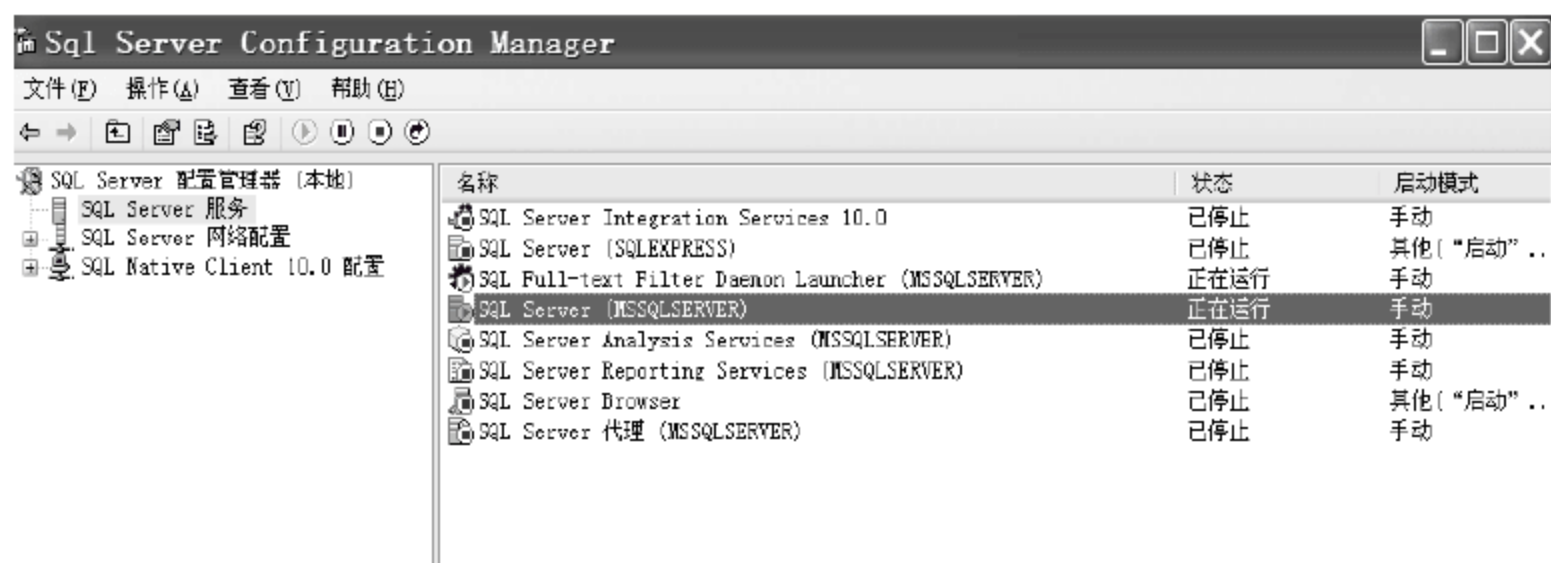 Sql Server Configuration Manager
文件(F) 操作(A) 查看(V) 帮助(H)
SQL Server 配置管理器 (本地)
SQL Server 服务
SQL Server 网络配置
SQL Native Client 10.0 配置
名称 状态 启动模式
SQL Server Integration Services 10.0 已停止 手动
SQL Server (SQLEXPRESS) 已停止 其他(“启动”..
SQL Full-text Filter Daemon Launcher (MSSQLSERVER) 正在运行 手动
SQL Server (MSSQLSERVER) 正在运行 手动
SQL Server Analysis Services (MSSQLSERVER) 已停止 手动
SQL Server Reporting Services (MSSQLSERVER) 已停止 手动
SQL Server Browser 已停止 其他(“启动”..
SQL Server 代理 (MSSQLSERVER) 已停止 手动